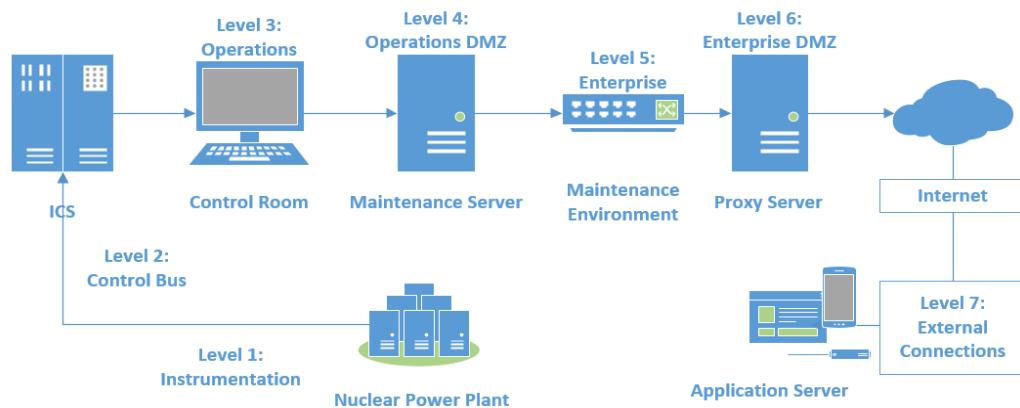 Level 3:
Operations
Level 4:
Operations DMZ
Level 5:
Enterprise
Level 6:
Enterprise DMZ
ICS
Control Room
Maintenance Server
Maintenance
Environment
Proxy Server
Internet
Level 2:
Control Bus
Level 1:
Instrumentation
Nuclear Power Plant
Application Server
Level 7:
External
Connections